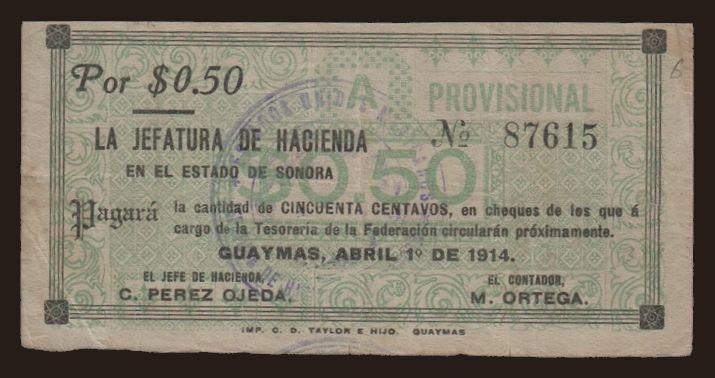 Por $0.50
A
PROVISIONAL
Nº 87615
LA JEFATURA DE HACIENDA
EN EL ESTADO DE SONORA
$0.50
Pagará la cantidad de CINCUENTA CENTAVOS, en cheques de los que á
cargo de la Tesoreria de la Federación circularán próximamente.
GUAYMAS, ABRIL 1º DE 1914.
EL JEFE DE HACIENDA,
C. PEREZ OJEDA.
EL CONTADOR,
M. ORTEGA.
IMP. C. D. TAYLOR E HIJO. GUAYMAS
6